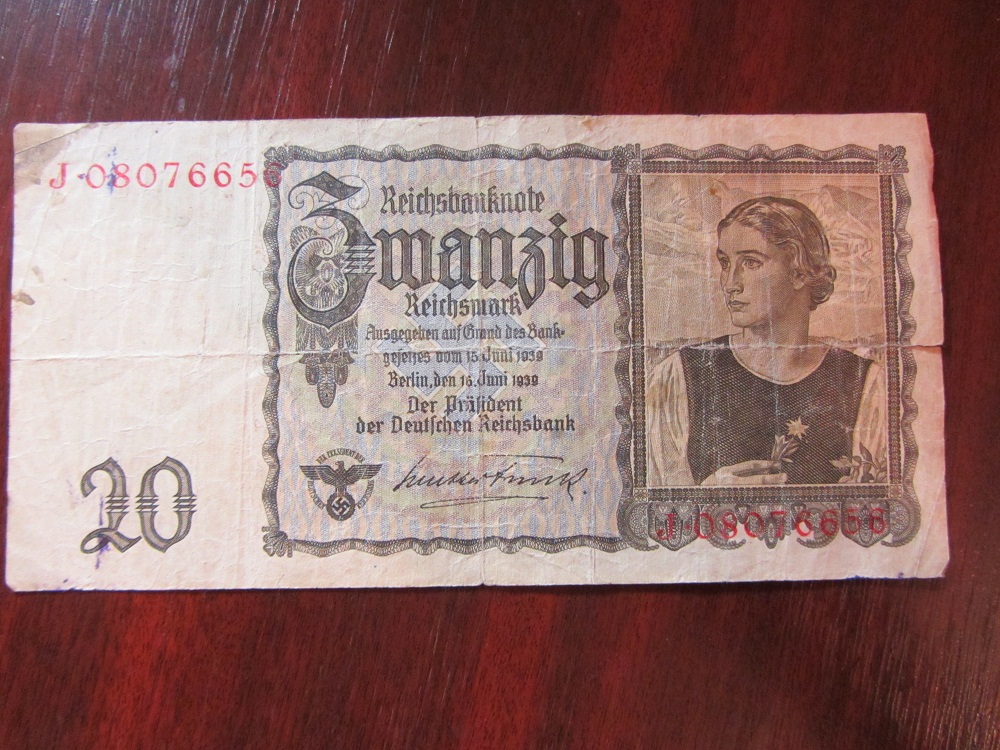 J·08076656
Reichsbanknote
Zwanzig
Reichsmark
Ausgegeben auf Grund des Bank-
gesetzes vom 15. Juni 1939
Berlin, den 16. Juni 1939
Der Präsident
der Deutschen Reichsbank
20
J·08076656